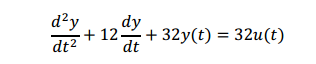 d²y/dt² + 12 dy/dt + 32y(t) = 32u(t)